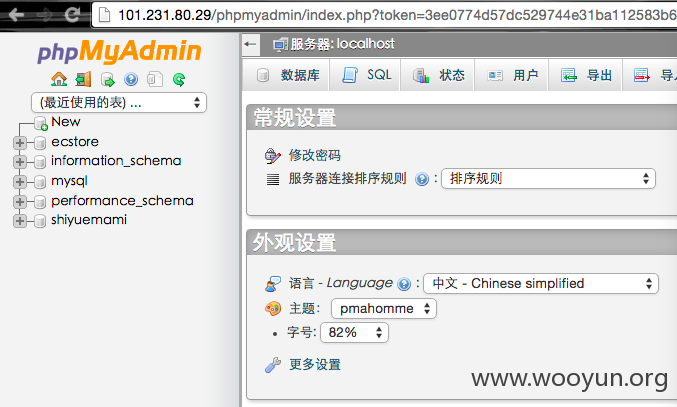 101.231.80.29/phpmyadmin/index.php?token=3ee0774d57dc529744e31ba112583b6
phpMyAdmin
(最近使用的表) ...
New
ecstore
information_schema
mysql
performance_schema
shiyuemami
服务器: localhost
数据库 SQL 状态 用户 导出
常规设置
修改密码
服务器连接排序规则 : 排序规则
外观设置
语言 - Language : 中文 - Chinese simplified
主题: pmahomme
字号: 82%
更多设置
www.wooyun.org